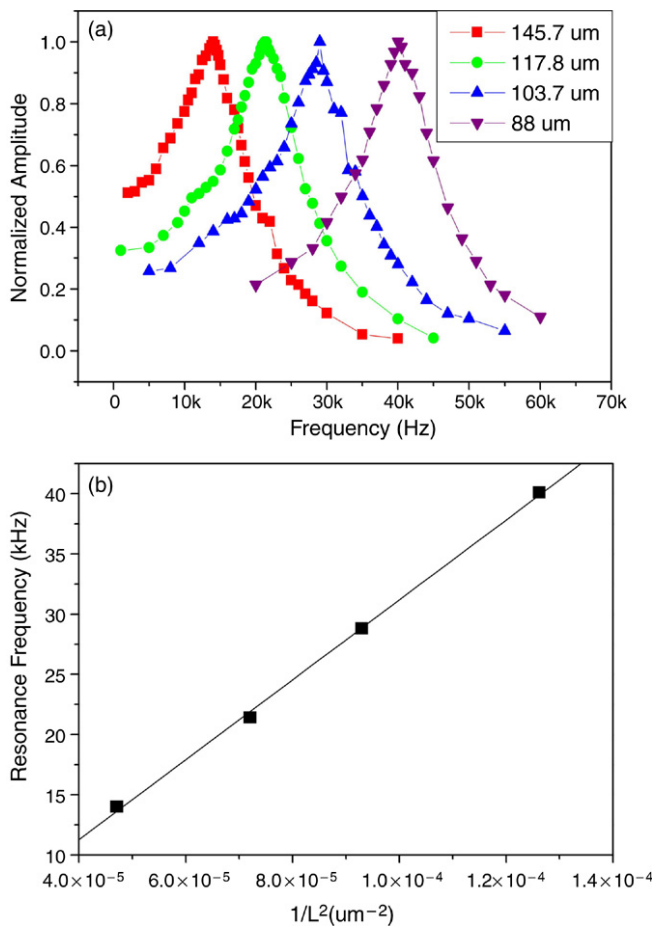 (a)
145.7 um
117.8 um
103.7 um
88 um
1.0
0.8
0.6
0.4
0.2
0.0
Normalized Amplitude
0 10k 20k 30k 40k 50k 60k 70k
Frequency (Hz)
(b)
40
35
30
25
20
15
10
Resonance Frequency (kHz)
4.0×10⁻⁵ 6.0×10⁻⁵ 8.0×10⁻⁵ 1.0×10⁻⁴ 1.2×10⁻⁴ 1.4×10⁻⁴
1/L²(um⁻²)